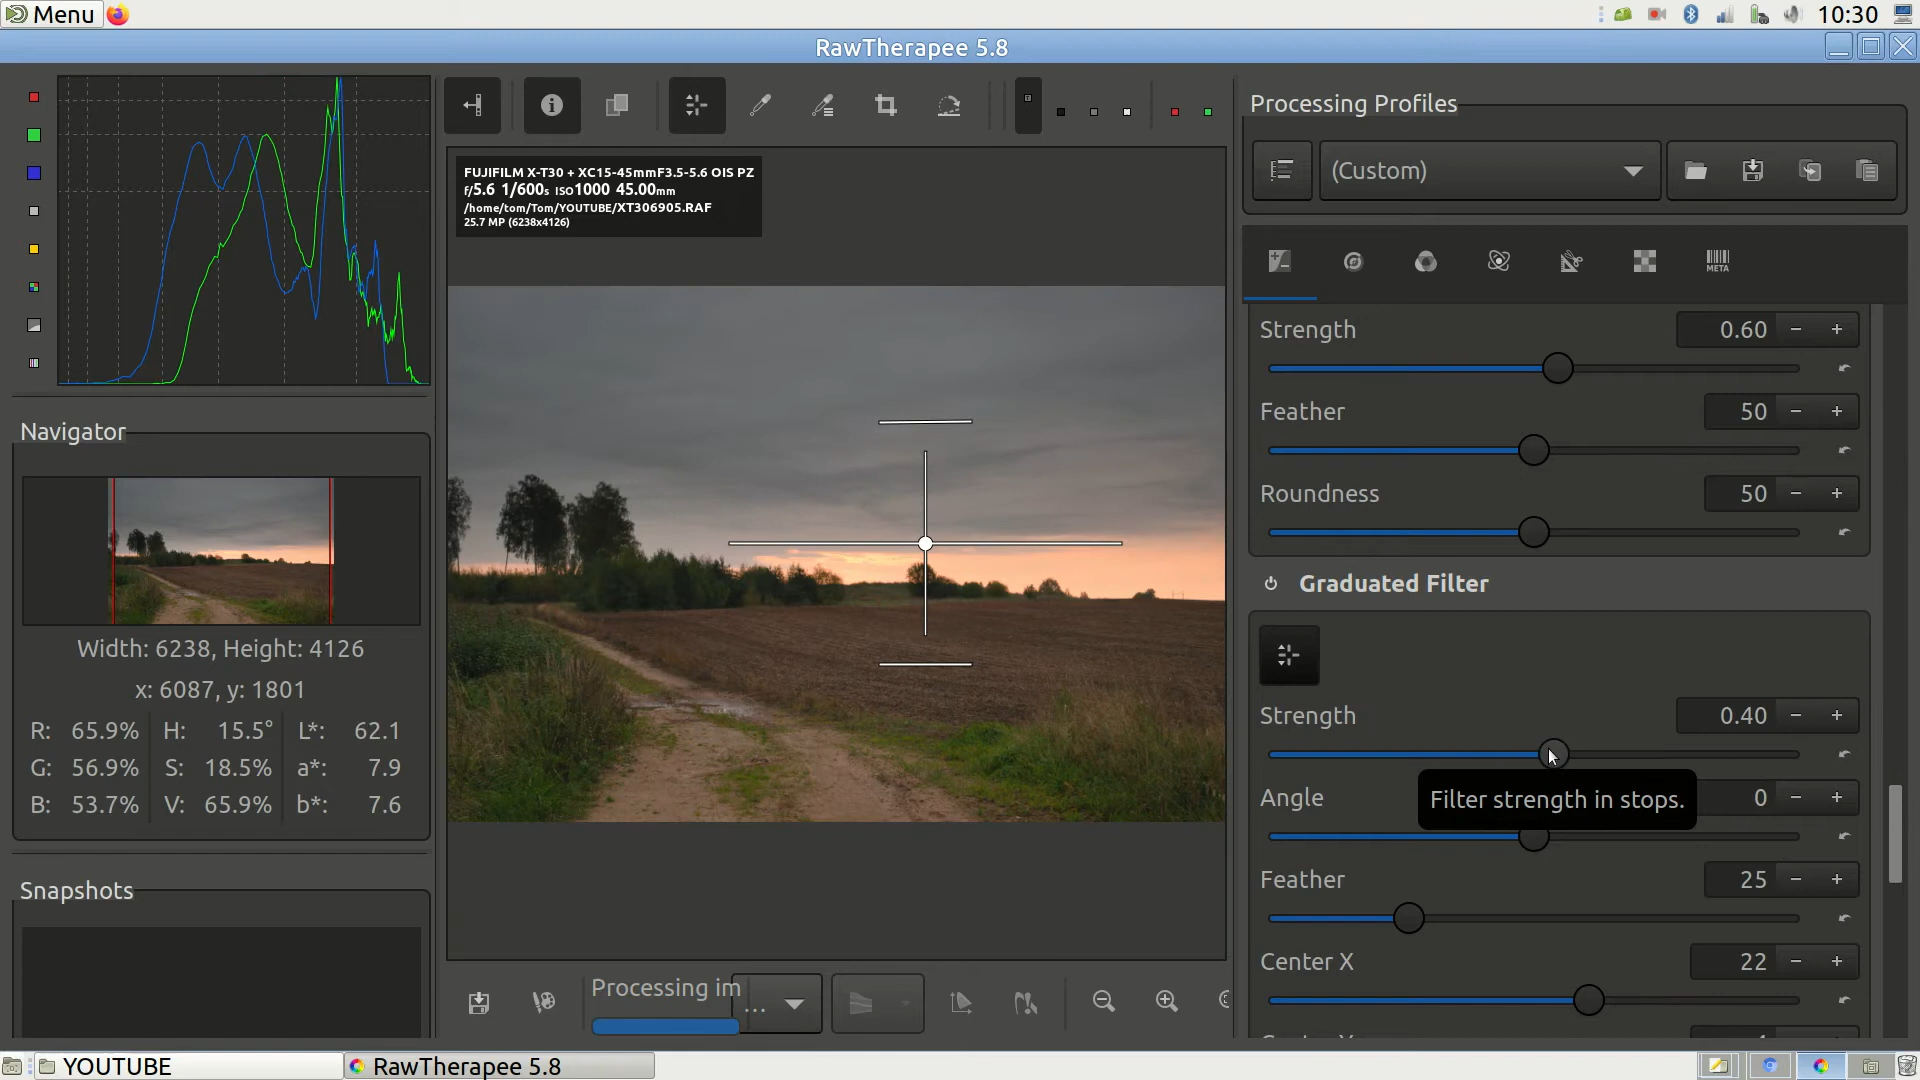 Menu
10:30
RawTherapee 5.8
FUJIFILM X-T30 + XC15-45mmF3.5-5.6 OIS PZ
f/5.6 1/600s ISO1000 45.00mm
/home/tom/Tom/YOUTUBE/XT306905.RAF
25.7 MP (6238x4126)
Processing Profiles
(Custom)
META
Strength 0.60
Feather 50
Roundness 50
Graduated Filter
Strength 0.40
Filter strength in stops.
Angle 0
Feather 25
Center X 22
Navigator
Width: 6238, Height: 4126
x: 6087, y: 1801
R: 65.9% H: 15.5° L*: 62.1
G: 56.9% S: 18.5% a*: 7.9
B: 53.7% V: 65.9% b*: 7.6
Snapshots
Processing im
...
YOUTUBE
RawTherapee 5.8